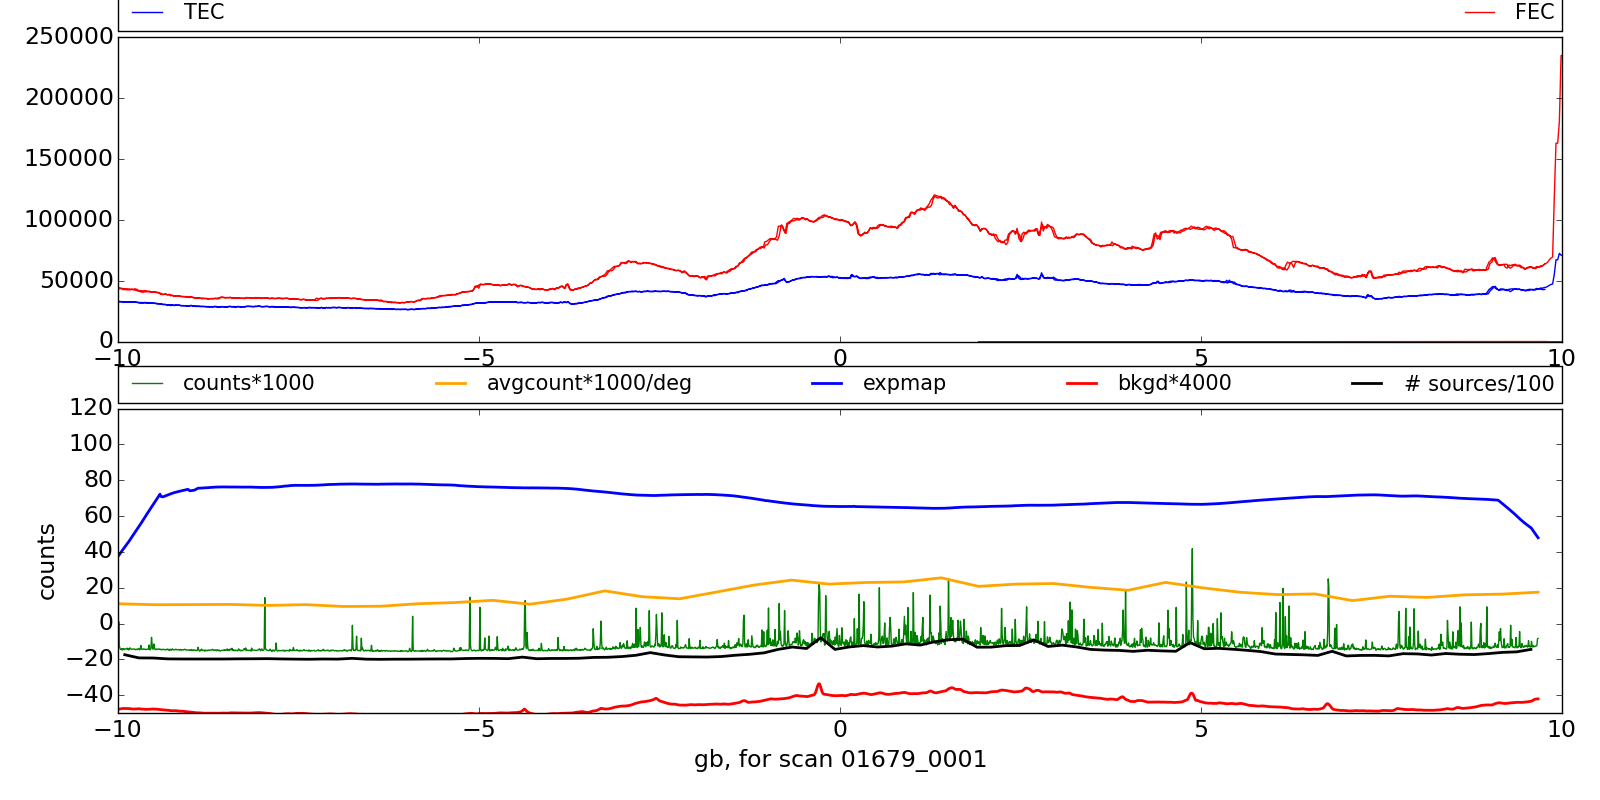 TEC FEC
250000
200000
150000
100000
50000
0
−10 −5 0 5 10
counts*1000 avgcount*1000/deg expmap bkgd*4000 # sources/100
120
100
80
60
40
20
0
−20
−40
counts
−10 −5 0 5 10
gb, for scan 01679_0001